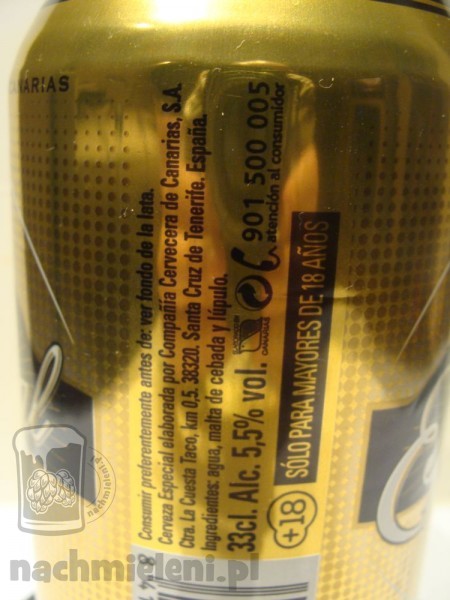 CANARIAS
Consumir preferentemente antes de: ver fondo de la lata.
Cerveza Especial elaborada por Compañía Cervecera de Canarias, S.A.
Ctra. La Cuesta Taco, km 0,5. 38320. Santa Cruz de Tenerife. España.
Ingredientes: agua, malta de cebada y lúpulo.
33cl. Alc. 5,5% vol.
901 500 005
atención al consumidor
+18 SÓLO PARA MAYORES DE 18 AÑOS
nachmieleni.pl
nachmieleni.pl